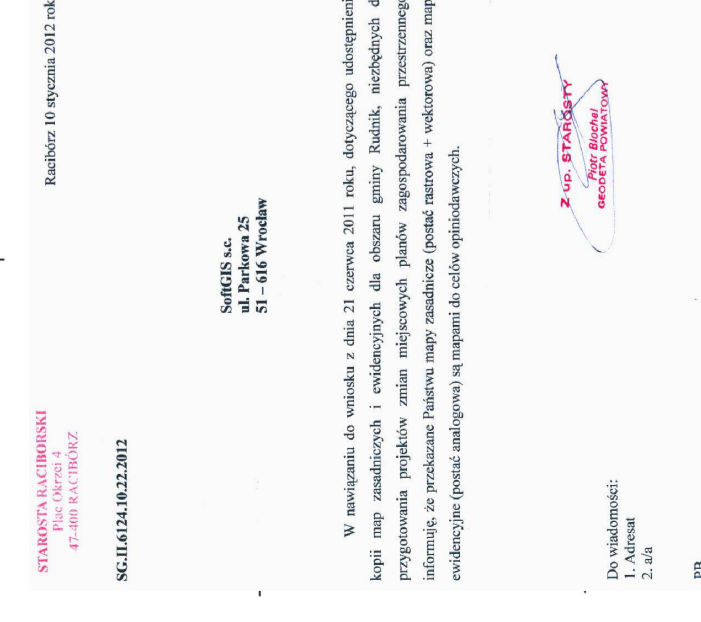 Racibórz 10 stycznia 2012 rok
STAROSTA RACIBORSKI
Plac Okrzei 4
47-400 RACIBÓRZ
SG.II.6124.10.22.2012
SoftGIS s.c.
ul. Parkowa 25
51 – 616 Wrocław
W nawiązaniu do wniosku z dnia 21 czerwca 2011 roku, dotyczącego udostępnieni
kopii map zasadniczych i ewidencyjnych dla obszaru gminy Rudnik, niezbędnych d
przygotowania projektów zmian miejscowych planów zagospodarowania przestrzennego
informuję, że przekazane Państwu mapy zasadnicze (postać rastrowa + wektorowa) oraz map
ewidencyjne (postać analogowa) są mapami do celów opiniodawczych.
Z up. STAROSTY
Piotr Blochel
GEODETA POWIATOWY
Do wiadomości:
1. Adresat
2. a/a
PB